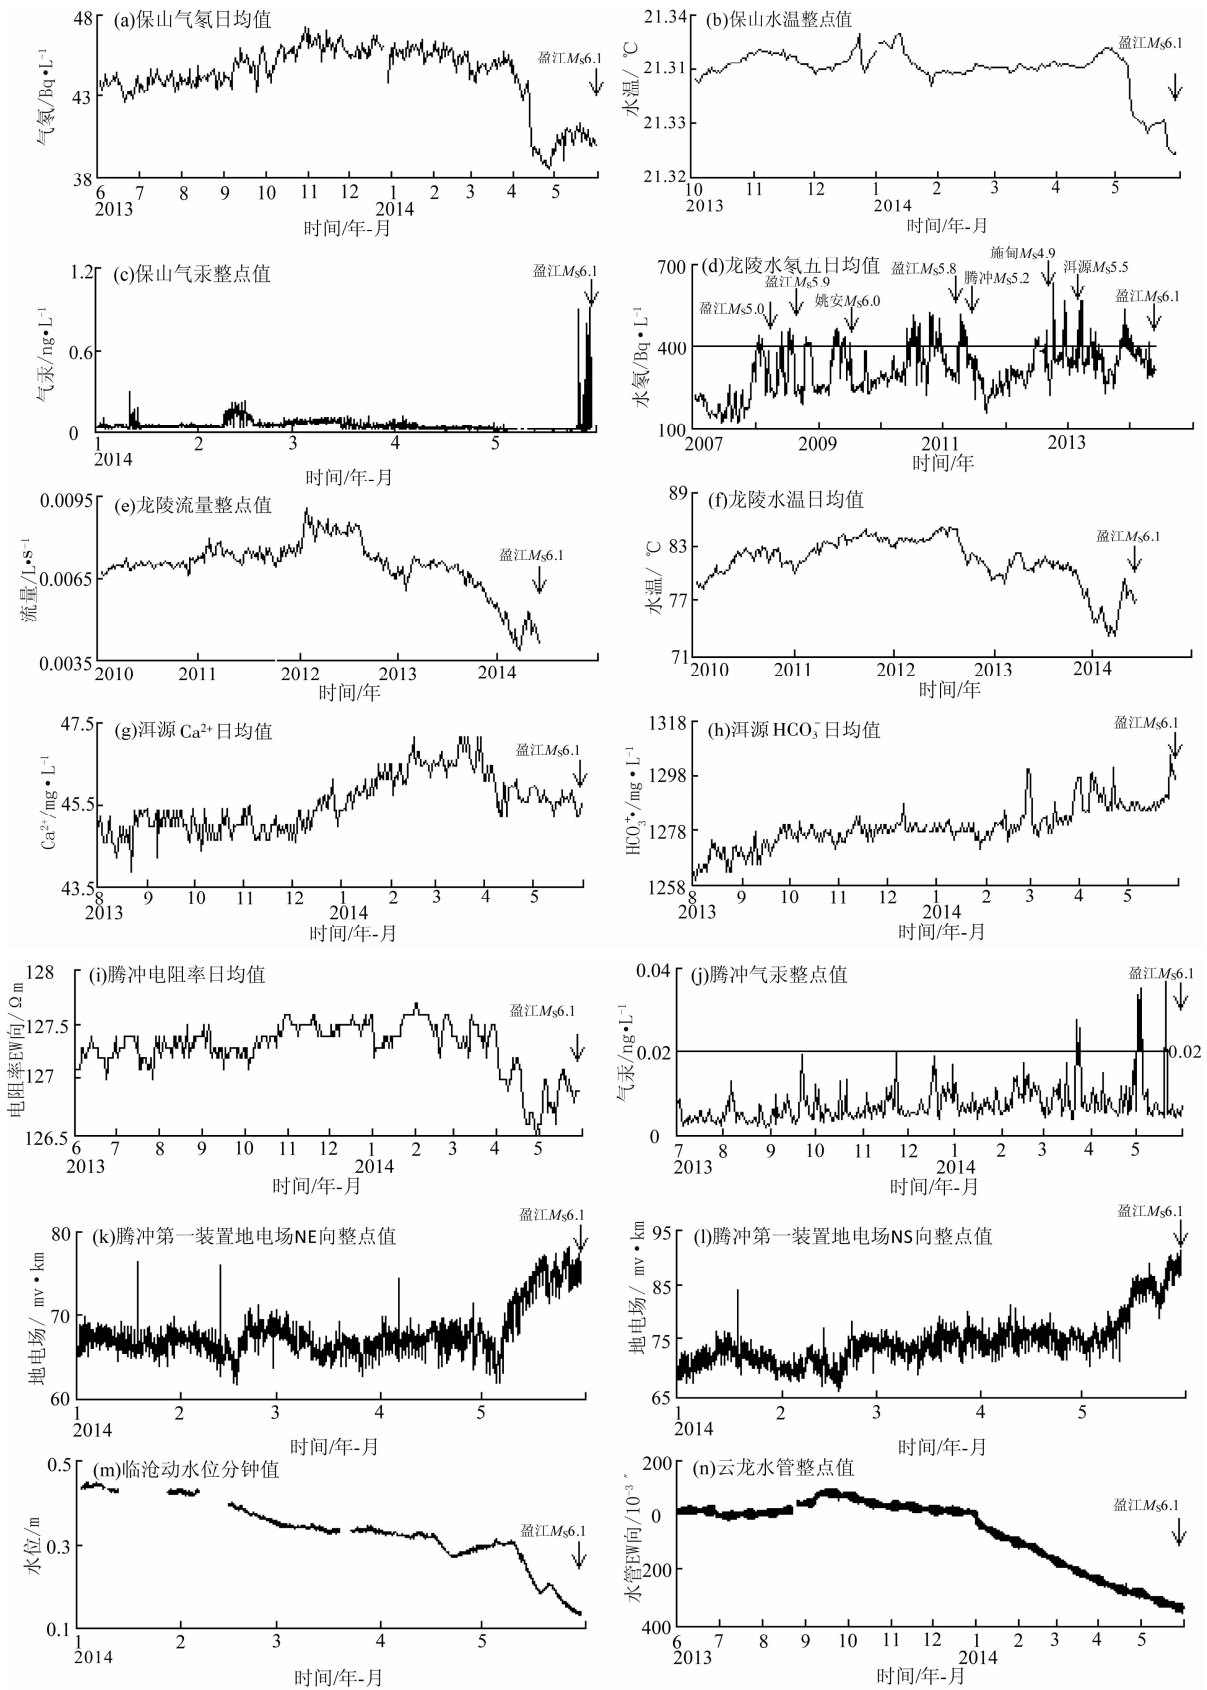 (a)保山气氡日均值
气氡/Bq•L⁻¹
48
43
38
盈江Ms6.1
6 7 8 9 10 11 12 1 2 3 4 5
2013 2014
时间/年-月
(b)保山水温整点值
水温/℃
21.34
21.31
21.33
21.32
盈江Ms6.1
10 11 12 1 2 3 4 5
2013 2014
时间/年-月
(c)保山气汞整点值
气汞/ng•L⁻¹
1.2
0.6
0
盈江Ms6.1
1 2 3 4 5
2014
时间/年-月
(d)龙陵水氡五日均值
水氡/Bq•L⁻¹
700
400
100
盈江Ms5.0
盈江Ms5.9
姚安Ms6.0
盈江Ms5.8
腾冲Ms5.2
施甸Ms4.9
洱源Ms5.5
盈江Ms6.1
2007 2009 2011 2013
时间/年
(e)龙陵流量整点值
流量/L•s⁻¹
0.0095
0.0065
0.0035
盈江Ms6.1
2010 2011 2012 2013 2014
时间/年
(f)龙陵水温日均值
水温/℃
89
83
77
71
盈江Ms6.1
2010 2011 2012 2013 2014
时间/年
(g)洱源Ca²⁺日均值
Ca²⁺/mg•L⁻¹
47.5
45.5
43.5
盈江Ms6.1
8 9 10 11 12 1 2 3 4 5
2013 2014
时间/年-月
(h)洱源HCO₃⁻日均值
HCO₃⁺/mg•L⁻¹
1318
1298
1278
1258
盈江Ms6.1
8 9 10 11 12 1 2 3 4 5
2013 2014
时间/年-月
(i)腾冲电阻率日均值
电阻率EW向/Ωm
128
127.5
127
126.5
盈江Ms6.1
6 7 8 9 10 11 12 1 2 3 4 5
2013 2014
时间/年-月
(j)腾冲气汞整点值
气汞/ng•L⁻¹
0.04
0.02
0
盈江Ms6.1
0.02
7 8 9 10 11 12 1 2 3 4 5
2013 2014
时间/年-月
(k)腾冲第一装置地电场NE向整点值
地电场/ mv•km
80
70
60
盈江Ms6.1
1 2 3 4 5
2014
时间/年-月
(l)腾冲第一装置地电场NS向整点值
地电场/ mv•km
95
85
75
65
盈江Ms6.1
1 2 3 4 5
2014
时间/年-月
(m)临沧动水位分钟值
水位/m
0.5
0.3
0.1
盈江Ms6.1
1 2 3 4 5
2014
时间/年-月
(n)云龙水管整点值
水管EW向/10⁻³ ″
200
0
200
400
盈江Ms6.1
6 7 8 9 10 11 12 1 2 3 4 5
2013 2014
时间/年-月